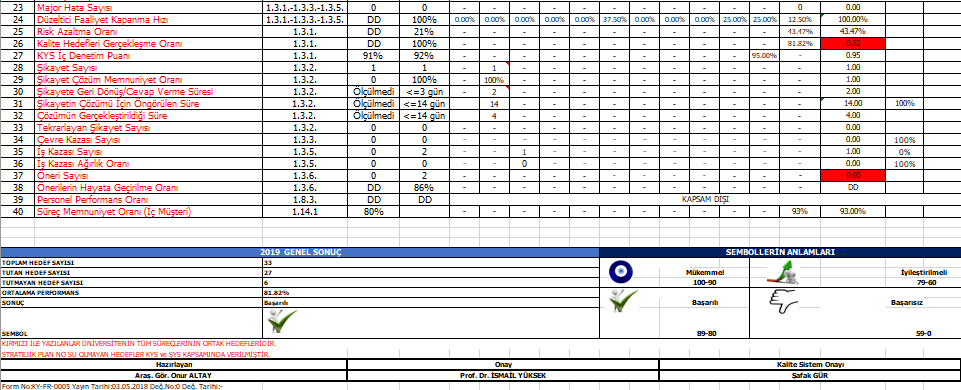 23 Major Hata Sayısı 1.3.1.-1.3.3.-1.3.5. 0 0 - - - - - - - - - - - 0 0.00
24 Düzeltici Faaliyet Kapanma Hızı 1.3.1.-1.3.3.-1.3.5. DD 100% 0.00% 0.00% 0.00% 0.00% 0.00% 37.50% 0.00% 0.00% 0.00% 25.00% 25.00% 12.50% 100.00%
25 Risk Azaltma Oranı 1.3.1. DD 21% - - - - - - - - - - - 43.47% 43.47%
26 Kalite Hedefleri Gerçekleşme Oranı 1.3.1. DD 100% - - - - - - - - - - - 81.82% 0.82
27 KYS İç Denetim Puanı 1.3.1. 91% 92% - - - - - - - - - - 95.00% - 0.95
28 Şikayet Sayısı 1.3.2. 1 1 - 1 - - - - - - - - - - 1.00
29 Şikayet Çözüm Memnuniyet Oranı 1.3.2. 0 100% - 100% - - - - - - - - - - 1.00
30 Şikayete Geri Dönüş/Cevap Verme Süresi 1.3.2. Ölçülmedi <=3 gün - 2 - - - - - - - - - - 2.00
31 Şikayetin Çözümü İçin Öngörülen Süre 1.3.2. Ölçülmedi <=14 gün - 14 - - - - - - - - - - 14.00 100%
32 Çözümün Gerçekleştirildiği Süre 1.3.2. Ölçülmedi <=14 gün - 4 - - - - - - - - - - 4.00
33 Tekrarlayan Şikayet Sayısı 1.3.2. 0 0 - - - - - - - - - - - - 0.00
34 Çevre Kazası Sayısı 1.3.4. 0 0 - - - - - - - - - - - - 0.00 100%
35 İş Kazası Sayısı 1.3.5. 0 2 - - 1 - - - - - - - - - 1.00 0%
36 İş Kazası Ağırlık Oranı 1.3.5. 0 0 - - 0 - - - - - - - - - 0.00 100%
37 Öneri Sayısı 1.3.6. 0 2 - - - - - - - - - - - - 0.00
38 Önerilerin Hayata Geçirilme Oranı 1.3.6. DD 86% - - - - - - - - - - - - DD
39 Personel Performans Oranı 1.8.3. DD DD KAPSAM DIŞI
40 Süreç Memnuniyet Oranı (İç Müşteri) 1.14.1 80% - - - - - - - - - - - 93% 93.00%
2019 GENEL SONUÇ SEMBOLLERİN ANLAMLARI
TOPLAM HEDEF SAYISI 33
TUTAN HEDEF SAYISI 27 Mükemmel İyileştirilmeli
TUTMAYAN HEDEF SAYISI 6 100-90 79-60
ORTALAMA PERFORMANS 81.82%
SONUÇ Başarılı Başarılı Başarısız
SEMBOL 89-80 59-0
KIRMIZI İLE YAZILANLAR ÜNİVERSİTENİN TÜM SÜREÇLERİNİN ORTAK HEDEFLERİDİR.
STRATEJİK PLAN NO SU OLMAYAN HEDEFLER KYS ve ŞYS KAPSAMINDA VERİLMİŞTİR.
Hazırlayan Onay Kalite Sistem Onayı
Araş. Gör. Onur ALTAY Prof. Dr. İSMAİL YÜKSEK Şafak GÜR
Form No:KY-FR-0005 Yayın Tarihi:03.05.2018 Değ.No:0 Değ. Tarihi:-